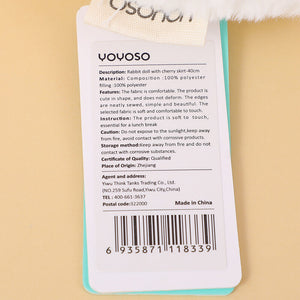 YOYOSO
YOYOSO
Description: Rabbit doll with cherry skirt-40cm
Material: Composition :100% polyester
filling :100% polyester
Features: The fabric is comfortable. The product is
cute in shape, and does not deform. The edges
are neatly sewed, simple and beautiful. The
selected fabric is comfortable and soft to touch
Instruction: The product is soft to touch,
essential for a lunch break
Caution: Do not expose to the sunlight,keep away
from fire, avoid contact with corrosive substances.
Storage method:Keep away from fire and do not
contact with corrosive substances.
Certificate of Quality: Qualified
Place of Origin: Zhejiang
Agent and address:
Yiwu Think Tanks Trading Co., Ltd.
(NO.259 Sufu Road,Yiwu City,China)
TEL：400-661-3637
Postal code:322000
Made in China
6 935871 118339